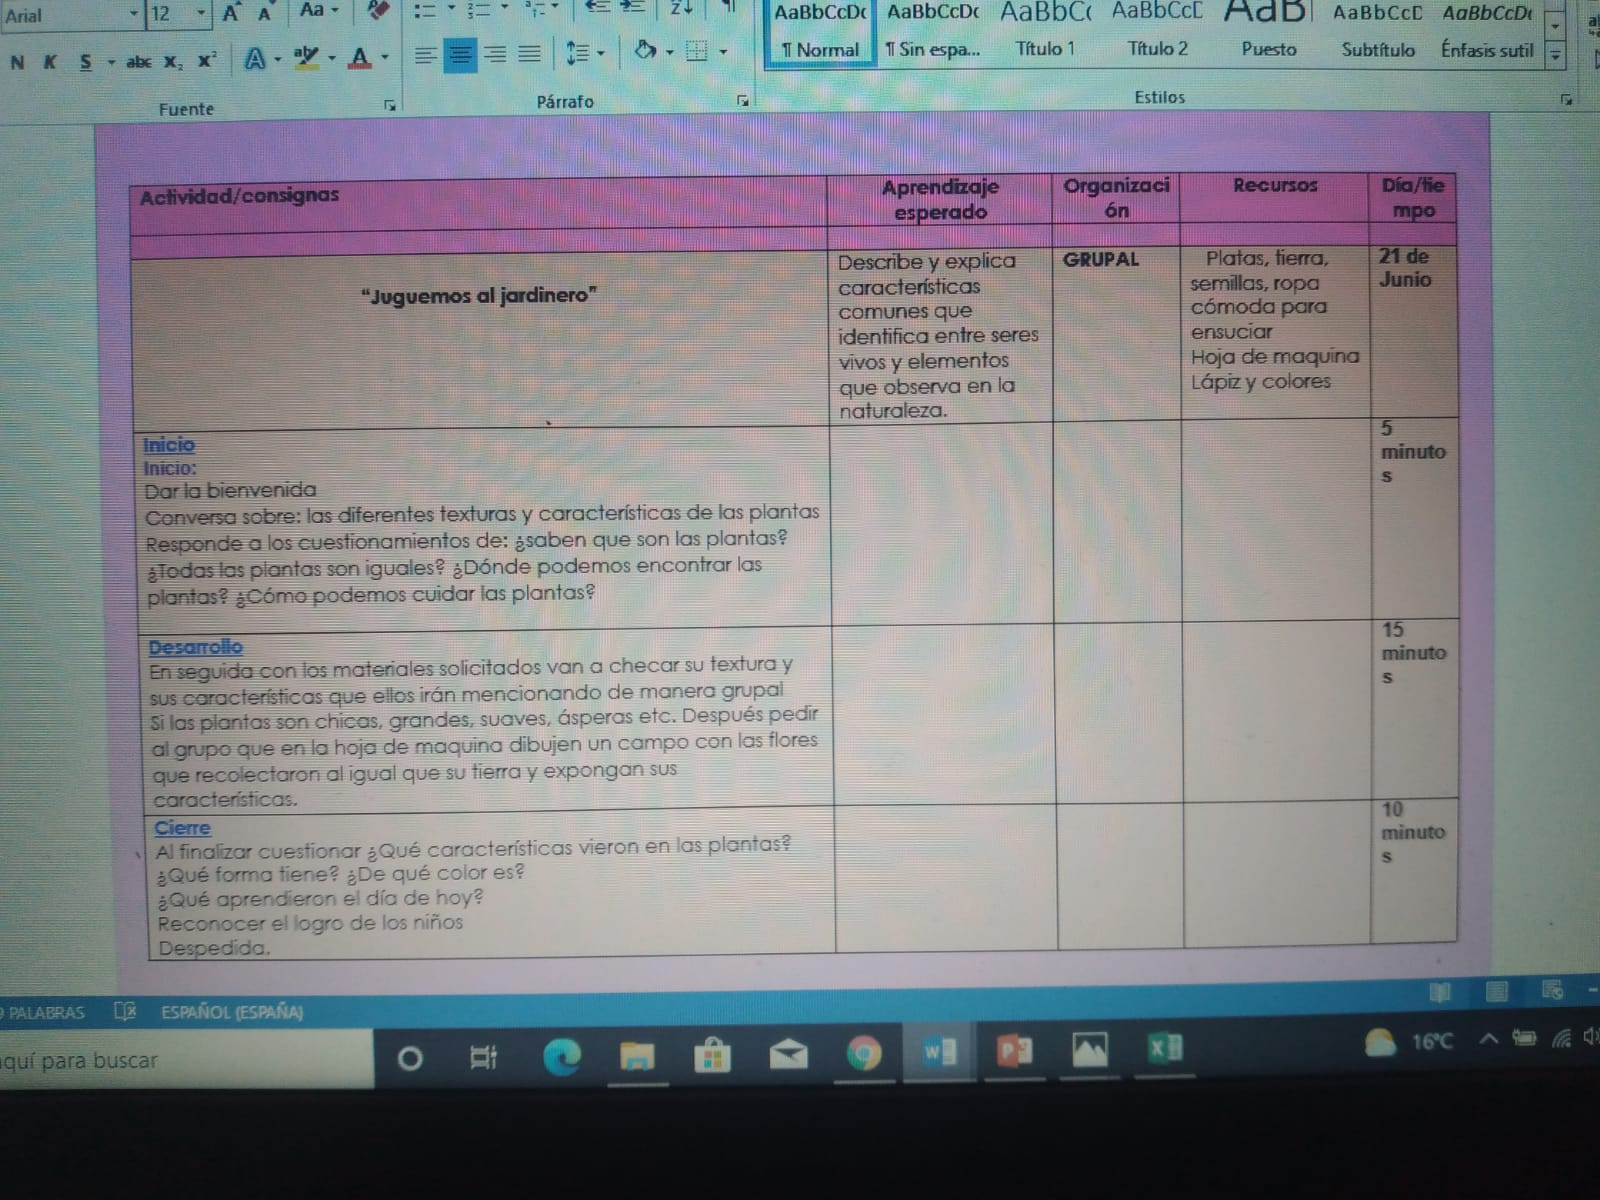 Arial
12
A A
Aa
N K S abc X₂ X²
A aby A
Fuente
Párrafo
AaBbCcDc AaBbCcDc AaBbCc AaBbCcD AaB AaBbCcD AaBbCcDc
¶ Normal ¶ Sin espa... Título 1 Título 2 Puesto Subtítulo Énfasis sutil
Estilos
Actividad/consignas
Aprendizaje
esperado
Organizaci
ón
Recursos
Día/tie
mpo
“Juguemos al jardinero”
Describe y explica
características
comunes que
identifica entre seres
vivos y elementos
que observa en la
naturaleza.
GRUPAL
Platas, tierra,
semillas, ropa
cómoda para
ensuciar
Hoja de maquina
Lápiz y colores
21 de
Junio
Inicio
Inicio:
Dar la bienvenida
Conversa sobre: las diferentes texturas y características de las plantas
Responde a los cuestionamientos de: ¿saben que son las plantas?
¿Todas las plantas son iguales? ¿Dónde podemos encontrar las
plantas? ¿Cómo podemos cuidar las plantas?
5
minuto
s
Desarrollo
En seguida con los materiales solicitados van a checar su textura y
sus características que ellos irán mencionando de manera grupal
Si las plantas son chicas, grandes, suaves, ásperas etc. Después pedir
al grupo que en la hoja de maquina dibujen un campo con las flores
que recolectaron al igual que su tierra y expongan sus
características.
15
minuto
s
Cierre
Al finalizar cuestionar ¿Qué características vieron en las plantas?
¿Qué forma tiene? ¿De qué color es?
¿Qué aprendieron el día de hoy?
Reconocer el logro de los niños
Despedida.
10
minuto
s
PALABRAS ESPAÑOL (ESPAÑA)
aquí para buscar
16°C